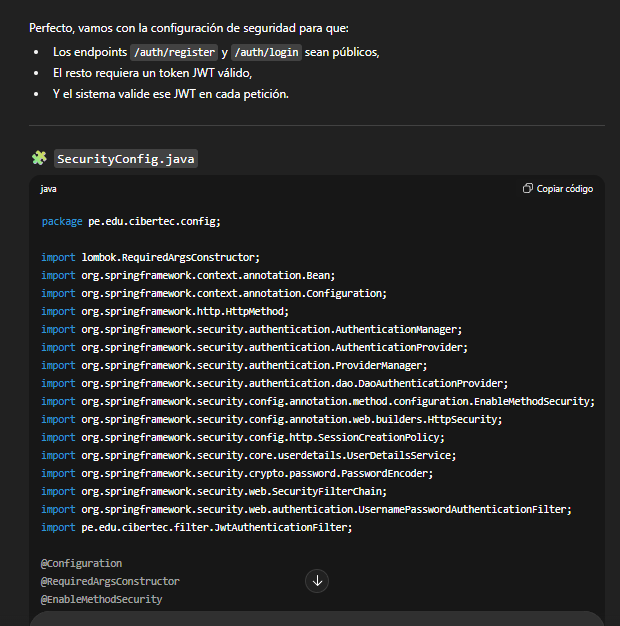 Perfecto, vamos con la configuración de seguridad para que:
• Los endpoints /auth/register y /auth/login sean públicos,
• El resto requiera un token JWT válido,
• Y el sistema valide ese JWT en cada petición.
SecurityConfig.java
java
Copiar código
package pe.edu.cibertec.config;
import lombok.RequiredArgsConstructor;
import org.springframework.context.annotation.Bean;
import org.springframework.context.annotation.Configuration;
import org.springframework.http.HttpMethod;
import org.springframework.security.authentication.AuthenticationManager;
import org.springframework.security.authentication.AuthenticationProvider;
import org.springframework.security.authentication.ProviderManager;
import org.springframework.security.authentication.dao.DaoAuthenticationProvider;
import org.springframework.security.config.annotation.method.configuration.EnableMethodSecurity;
import org.springframework.security.config.annotation.web.builders.HttpSecurity;
import org.springframework.security.config.http.SessionCreationPolicy;
import org.springframework.security.core.userdetails.UserDetailsService;
import org.springframework.security.crypto.password.PasswordEncoder;
import org.springframework.security.web.SecurityFilterChain;
import org.springframework.security.web.authentication.UsernamePasswordAuthenticationFilter;
import pe.edu.cibertec.filter.JwtAuthenticationFilter;
@Configuration
@RequiredArgsConstructor
@EnableMethodSecurity